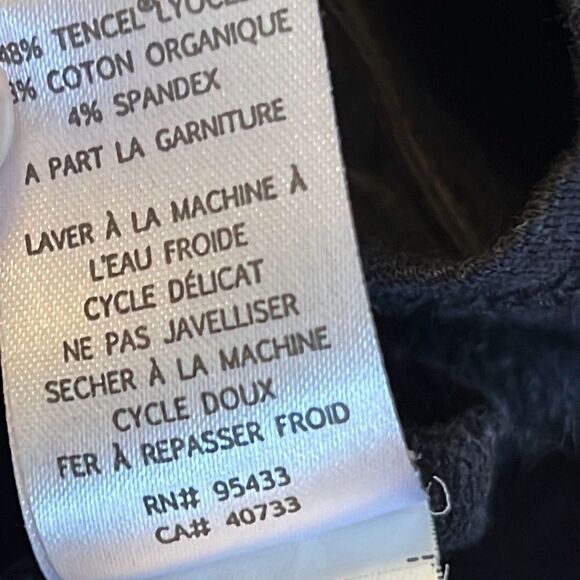 48% TENCEL® LYOCE
% COTON ORGANIQUE
4% SPANDEX
A PART LA GARNITURE
LAVER À LA MACHINE À
L'EAU FROIDE
CYCLE DÉLICAT
NE PAS JAVELLISER
SECHER À LA MACHINE
CYCLE DOUX
FER À REPASSER FROID
RN# 95433
CA# 40733